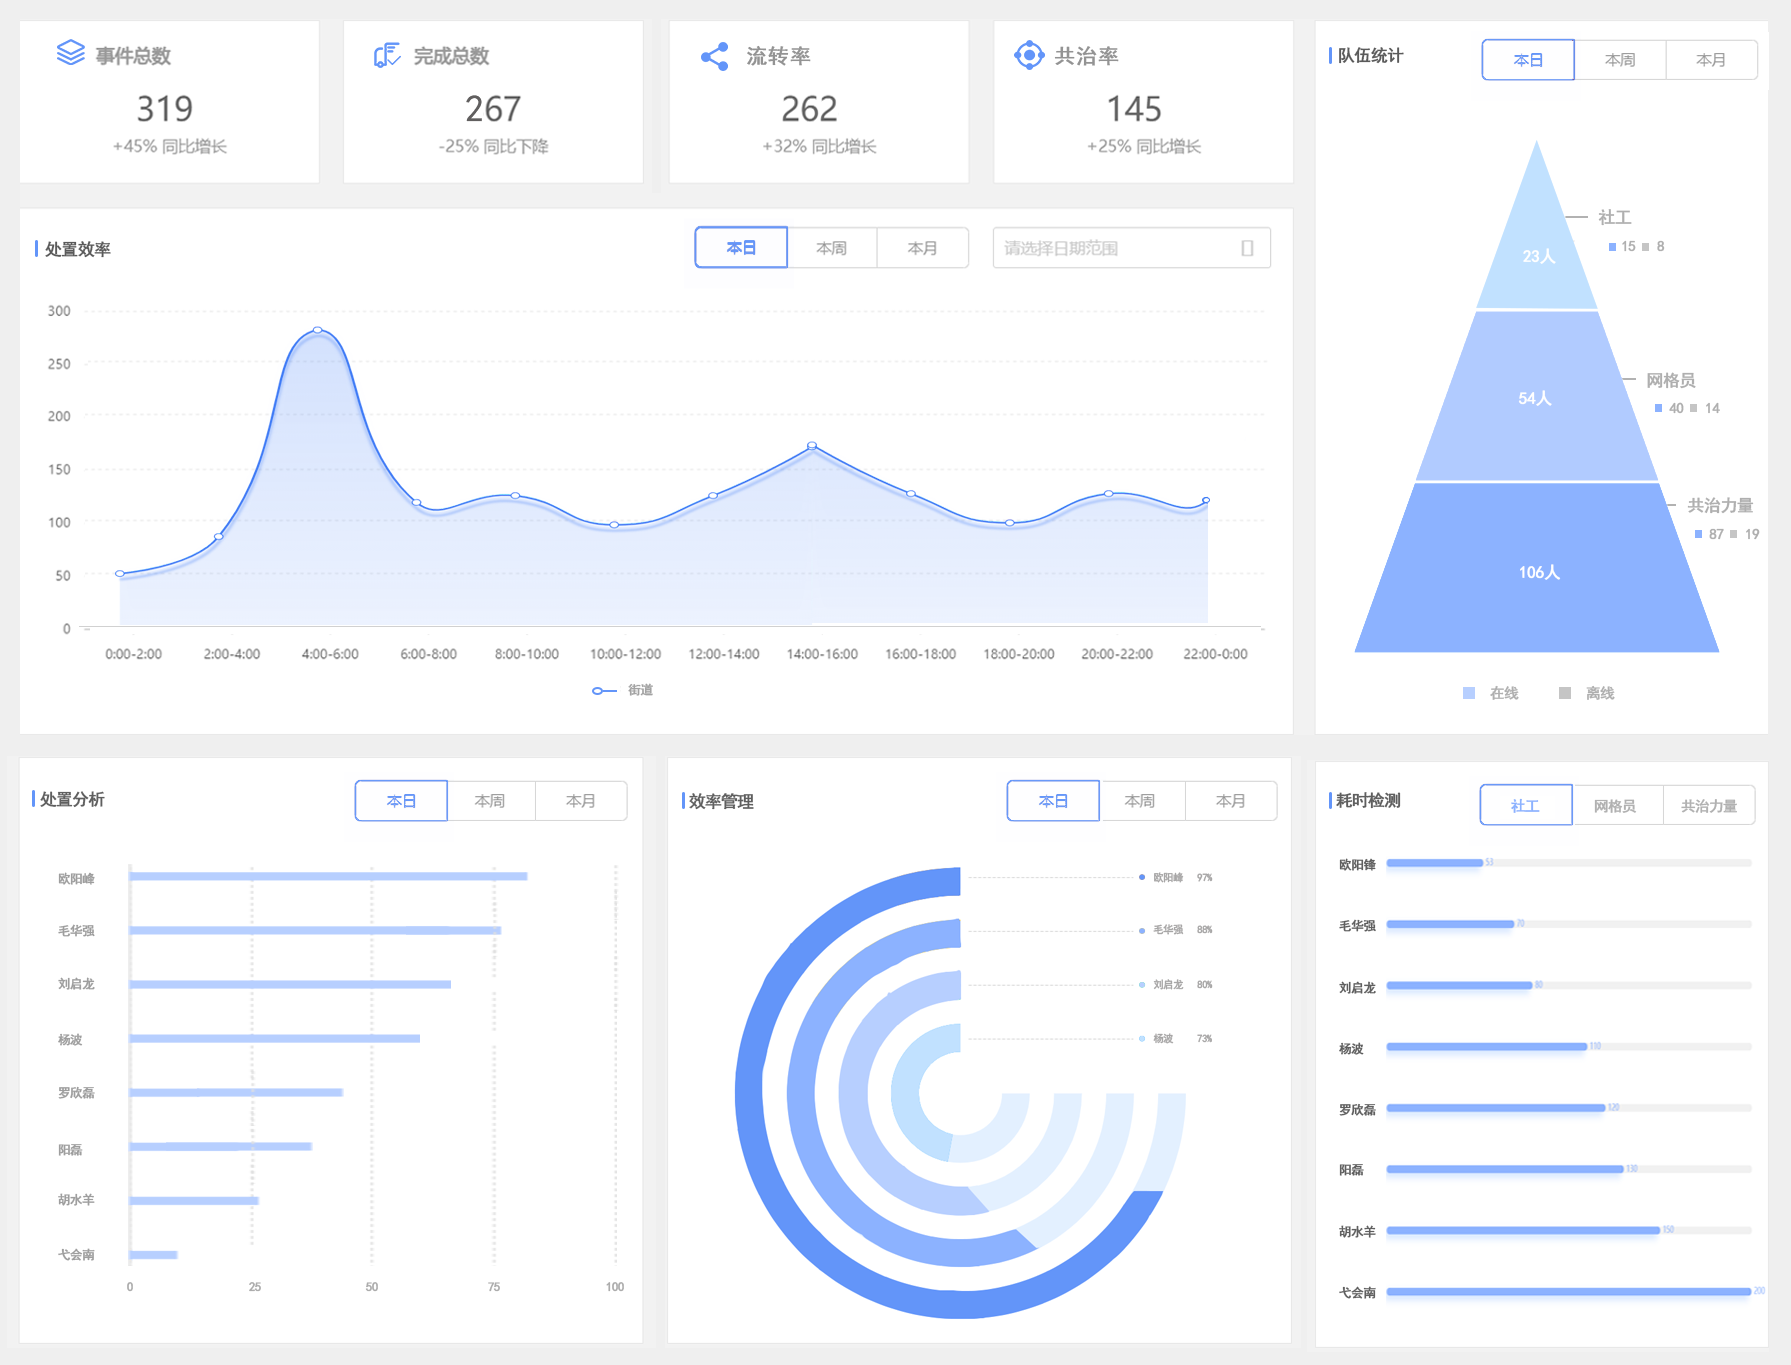 事件总数
319
+45% 同比增长
完成总数
267
-25% 同比下降
流转率
262
+32% 同比增长
共治率
145
+25% 同比增长
队伍统计
本日 本周 本月
社工
15 8
23人
网格员
40 14
54人
共治力量
87 19
106人
在线 离线
处置效率
本日 本周 本月
请选择日期范围
300
250
200
150
100
50
0
0:00-2:00 2:00-4:00 4:00-6:00 6:00-8:00 8:00-10:00 10:00-12:00 12:00-14:00 14:00-16:00 16:00-18:00 18:00-20:00 20:00-22:00 22:00-0:00
街道
处置分析
本日 本周 本月
欧阳峰
毛华强
刘启龙
杨波
罗欣磊
阳磊
胡水羊
弋会南
0 25 50 75 100
效率管理
本日 本周 本月
欧阳峰 97%
毛华强 88%
刘启龙 80%
杨波 73%
耗时检测
社工 网格员 共治力量
欧阳锋 53
毛华强 70
刘启龙 80
杨波 110
罗欣磊 120
阳磊 130
胡水羊 150
弋会南 200